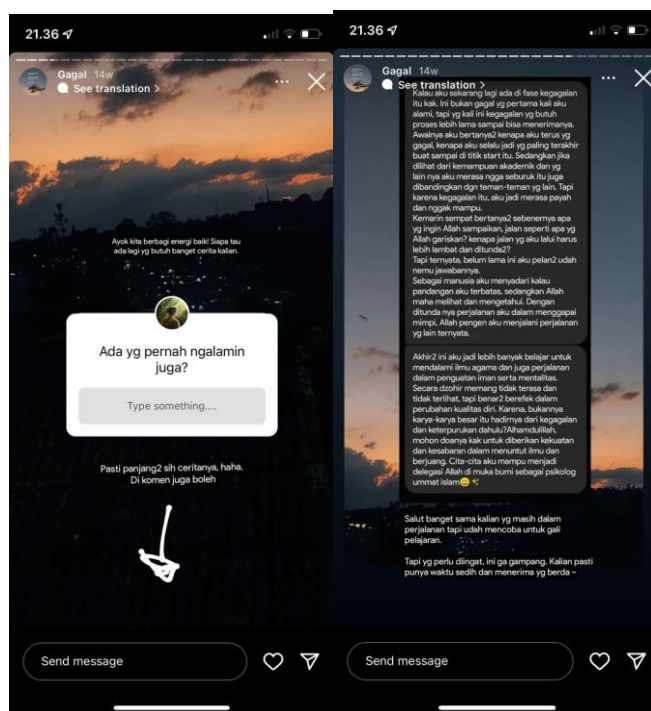 21.36
Gagal 14w
See translation >
Ayok kita berbagi energi baik! Siapa tau
ada lagi yg butuh banget cerita kalian.
Ada yg pernah ngalamin
juga?
Type something....
Pasti panjang2 sih ceritanya, haha.
Di komen juga boleh
Send message
21.36
Gagal 14w
See translation >
Kalau aku sekarang lagi ada di fase kegagalan
itu kak. Ini bukan gagal yg pertama kali aku
alami, tapi yg kali ini kegagalan yg butuh
proses lebih lama sampai bisa menerimanya.
Awalnya aku bertanya2 kenapa aku terus yg
gagal, kenapa aku selalu jadi yg paling terakhir
buat sampai di titik start itu. Sedangkan jika
dilihat dari kemampuan akademik dan yg
lain nya aku merasa ngga seburuk itu juga
dibandingkan dgn teman-teman yg lain. Tapi
karena kegagalan itu, aku jadi merasa payah
dan nggak mampu.
Kemarin sempat bertanya2 sebenernya apa
yg ingin Allah sampaikan, jalan seperti apa yg
Allah gariskan? kenapa jalan yg aku lalui harus
lebih lambat dan ditunda2?
Tapi ternyata, belum lama ini aku pelan2 udah
nemu jawabannya.
Sebagai manusia aku menyadari kalau
pandangan aku terbatas, sedangkan Allah
maha melihat dan mengetahui. Dengan
ditunda nya perjalanan aku dalam menggapai
mimpi, Allah pengen aku menjalani perjalanan
yg lain ternyata.
Akhir2 ini aku jadi lebih banyak belajar untuk
mendalami ilmu agama dan juga perjalanan
dalam penguatan iman serta mentalitas.
Secara dzohir memang tidak terasa dan
tidak terlihat, tapi benar2 berefek dalam
perubahan kualitas diri. Karena, bukannya
karya-karya besar itu hadirnya dari kegagalan
dan keterpurukan dahulu?Alhamdulillah,
mohon doanya kak untuk diberikan kekuatan
dan kesabaran dalam menuntut ilmu dan
berjuang. Cita-cita aku mampu menjadi
delegasi Allah di muka bumi sebagai psikolog
ummat islam😄✨
Salut banget sama kalian yg masih dalam
perjalanan tapi udah mencoba untuk gali
pelajaran.
Tapi yg perlu diingat, ini ga gampang. Kalian pasti
punya waktu sedih dan menerima yg berda –
Send message